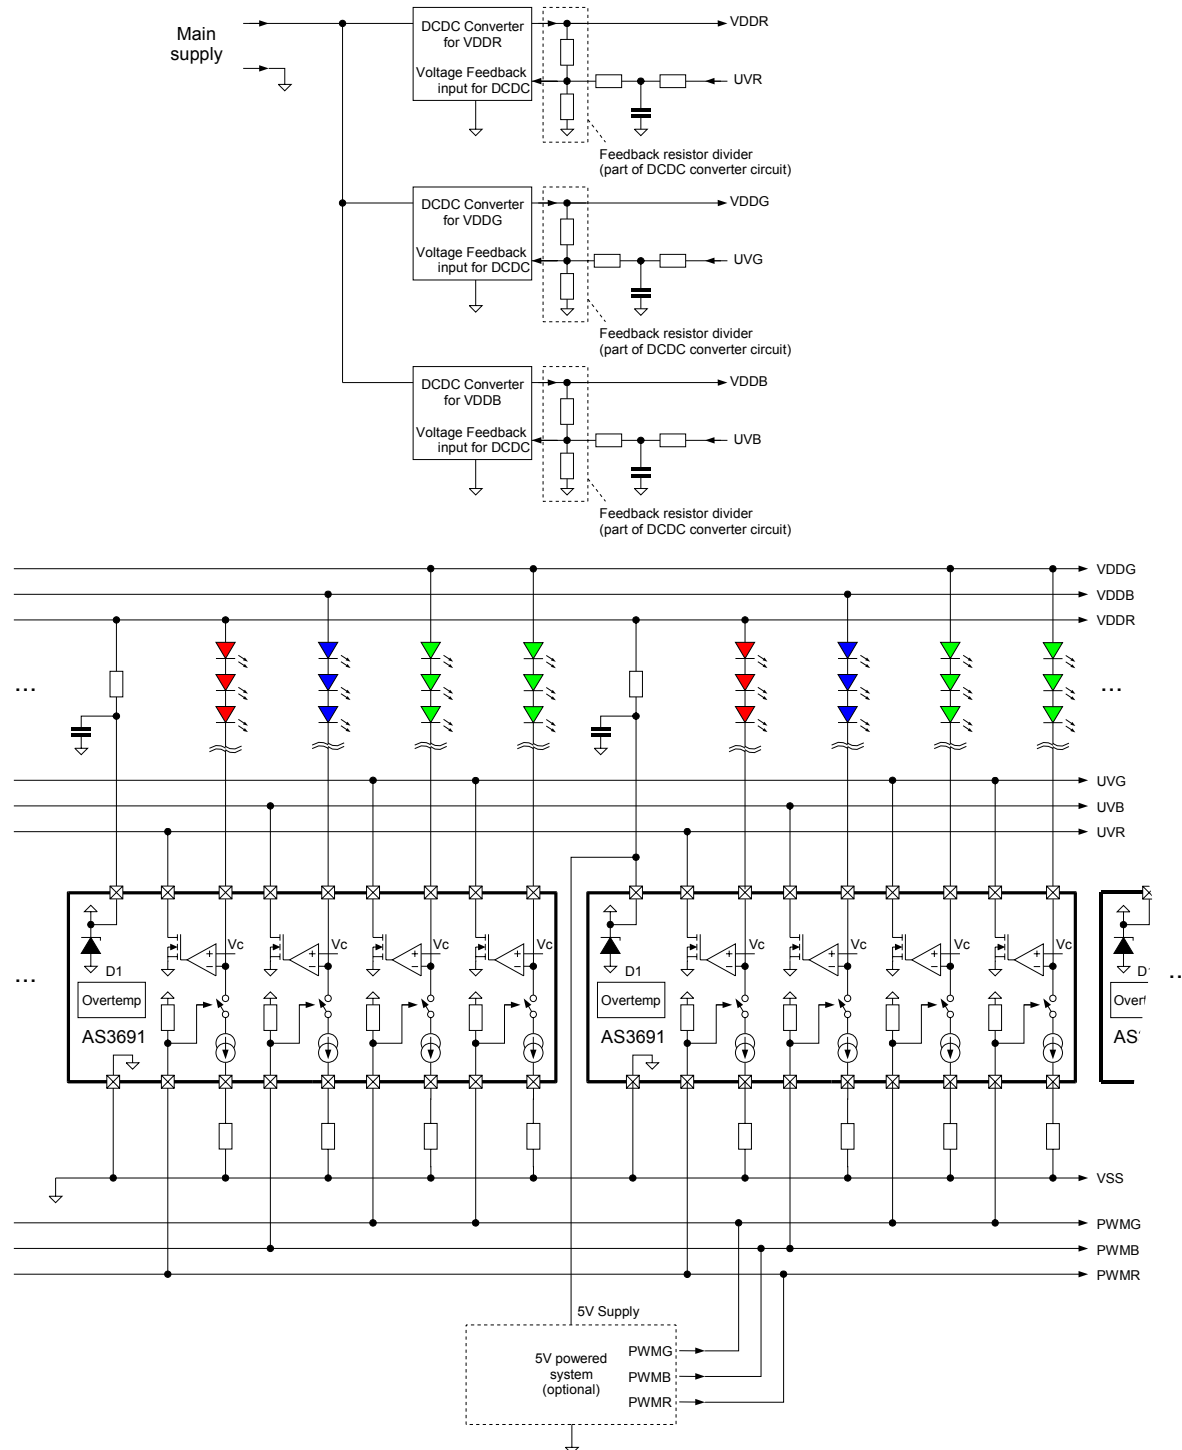 Main
supply
DCDC Converter
for VDDR
Voltage Feedback
input for DCDC
VDDR
UVR
Feedback resistor divider
(part of DCDC converter circuit)
DCDC Converter
for VDDG
Voltage Feedback
input for DCDC
VDDG
UVG
Feedback resistor divider
(part of DCDC converter circuit)
DCDC Converter
for VDDB
Voltage Feedback
input for DCDC
VDDB
UVB
Feedback resistor divider
(part of DCDC converter circuit)
VDDG
VDDB
VDDR
...
...
UVG
UVB
UVR
Vc
Vc
Vc
Vc
Vc
Vc
Vc
Vc
+
−
+
−
+
−
+
−
+
−
+
−
+
−
+
−
D1
D1
...
..
Overtemp
Overtemp
AS3691
AS3691
AS
VSS
PWMG
PWMB
PWMR
5V Supply
5V powered
system
(optional)
PWMG
PWMB
PWMR